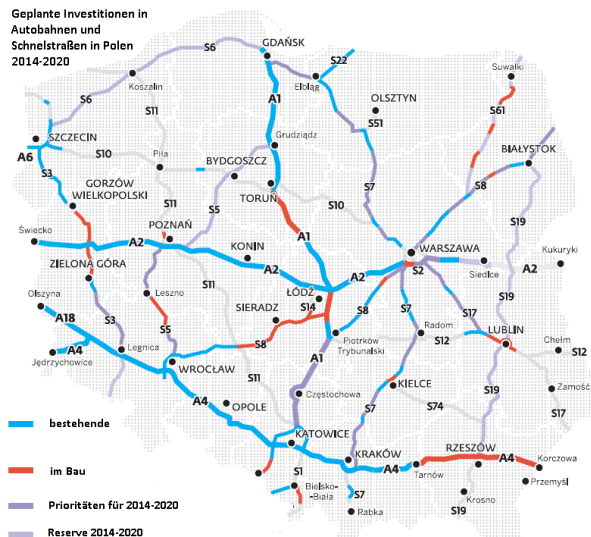 Geplante Investitionen in
Autobahnen und
Schnelstraßen in Polen
2014-2020
GDAŃSK
S6
S22
Suwałki
Koszalin
Elbląg
S6
A1
S11
OLSZTYN
S61
S51
SZCZECIN
Grudziądz
BIAŁYSTOK
A6
S10
Piła
BYDGOSZCZ
S3
S7
S8
GORZÓW
WIELKOPOLSKI
TORUŃ
S11
S5
S10
S19
POZNAŃ
A1
Świecko
A2
KONIN
WARSZAWA
Kukuryki
ZIELONA GÓRA
A2
A2
S2
Siedlce
A2
Olszyna
Leszno
S11
ŁÓDŹ
S19
SIERADZ
S14
S8
S7
S17
A18
S3
S5
Radom
LUBLIN
Legnica
S8
A1
Piotrków
Trybunalski
S12
Chełm
S12
A4
Jędrzychowice
WROCŁAW
S11
KIELCE
Zamość
A4
OPOLE
Częstochowa
S7
S74
S19
S17
bestehende
KATOWICE
KRAKÓW
RZESZÓW
im Bau
S1
A4
Tarnów
A4
Korczowa
Bielsko-
-Biała
S7
Przemyśl
Prioritäten für 2014-2020
Rabka
S19
Krosno
Reserve 2014-2020